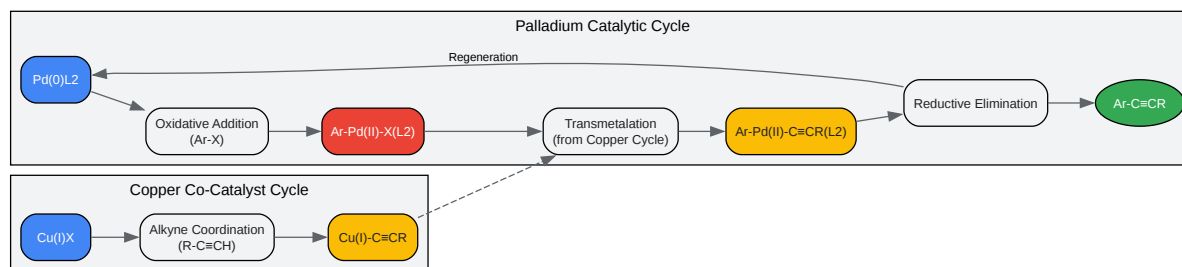 Palladium Catalytic Cycle
Regeneration
Pd(0)L2
Oxidative Addition
(Ar-X)
Ar-Pd(II)-X(L2)
Transmetalation
(from Copper Cycle)
Ar-Pd(II)-C≡CR(L2)
Reductive Elimination
Ar-C≡CR
Copper Co-Catalyst Cycle
Cu(I)X
Alkyne Coordination
(R-C≡CH)
Cu(I)-C≡CR